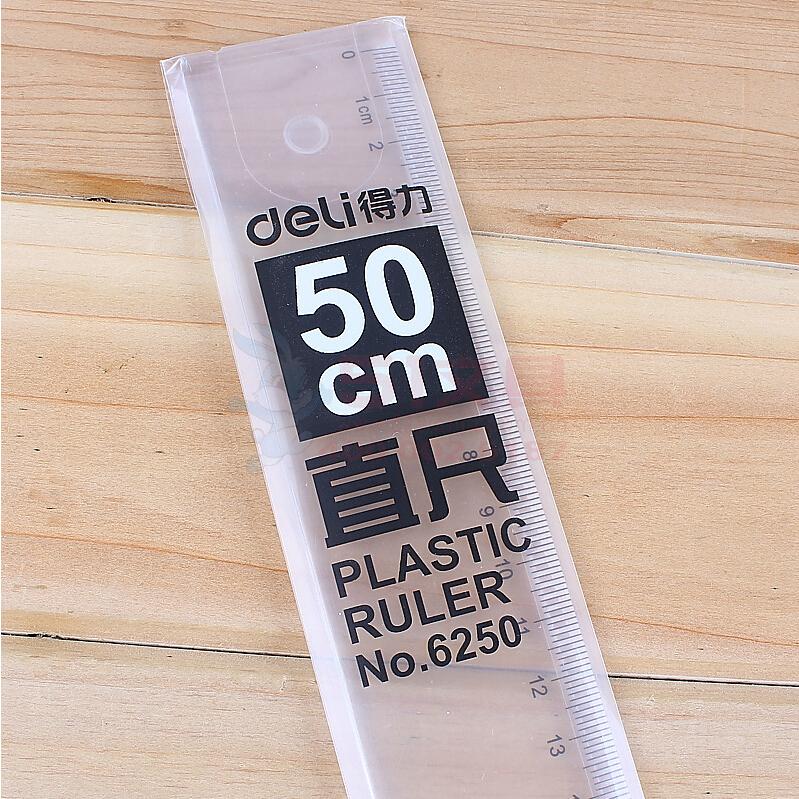 0
1cm
2
deli得力
50
cm
直尺
8
9
PLASTIC
10
RULER
11
No.6250
12
13